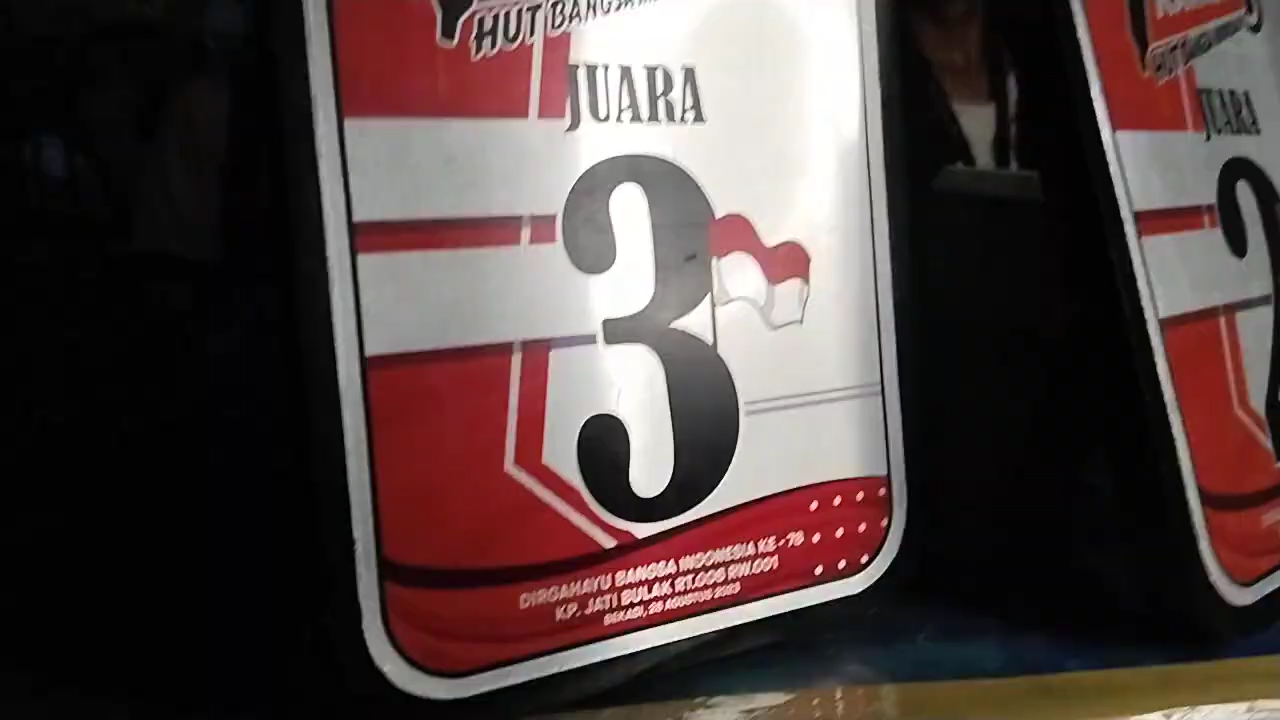 HUT BANGSA
JUARA
3
DIRGAHAYU BANGSA INDONESIA KE - 78
KP. JATI BULAK RT.006 RW.001
BEKASI, 26 AGUSTUS 2023
JUARA
2